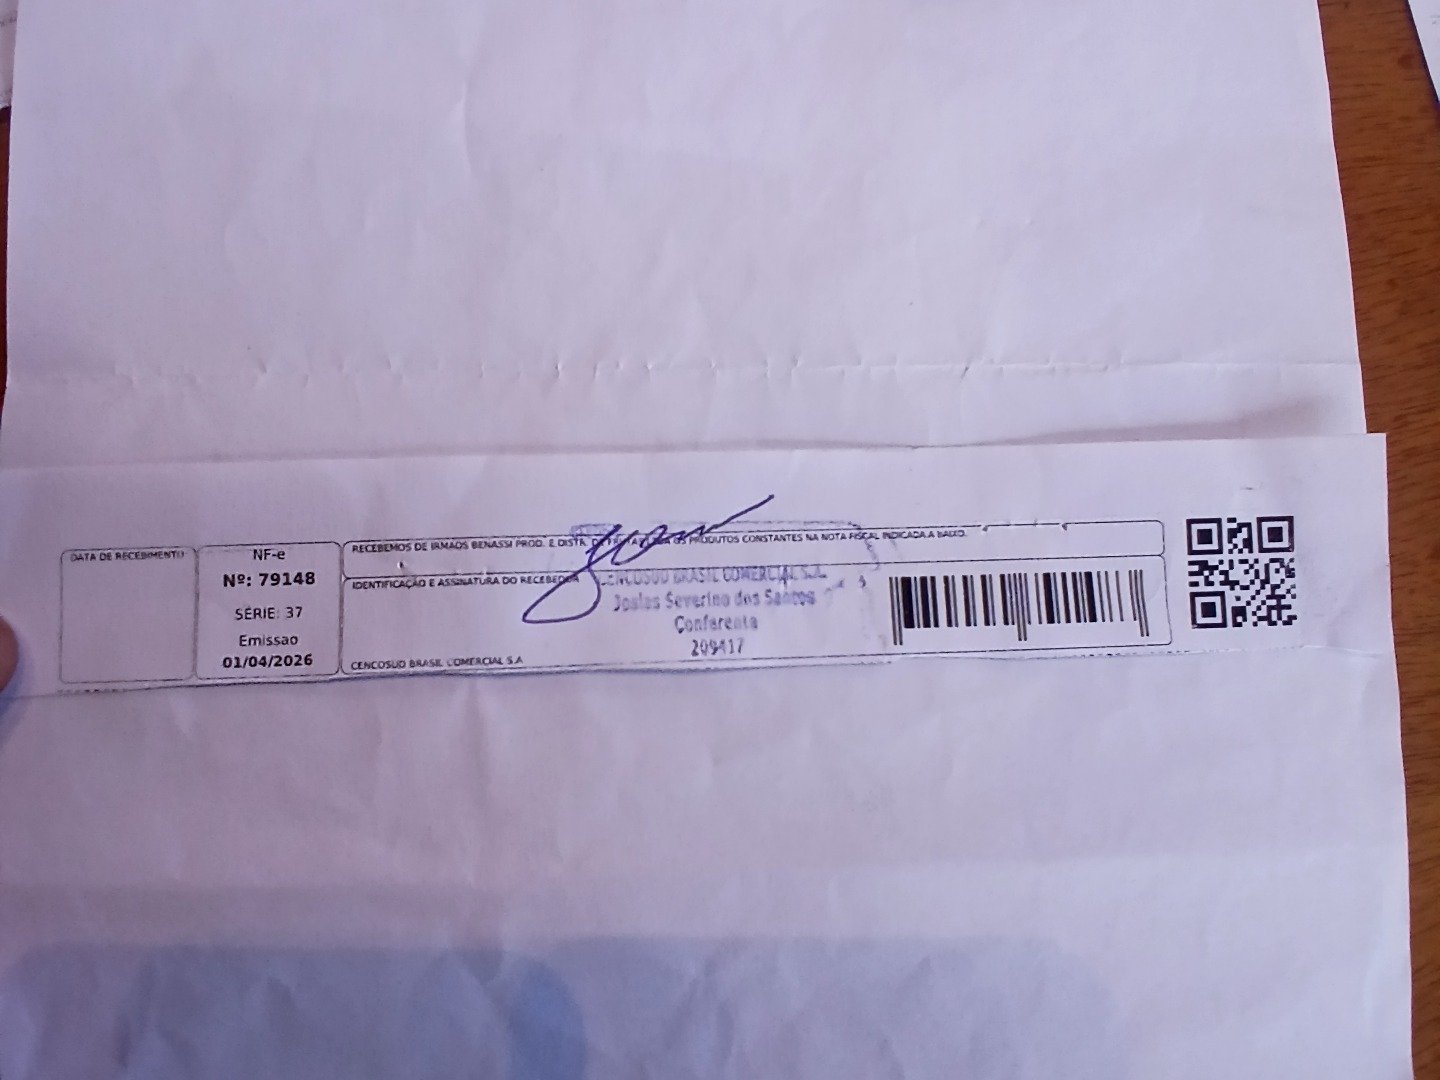 DATA DE RECEBIMENTO
NF-e
Nº: 79148
SÉRIE: 37
Emissao
01/04/2026
RECEBEMOS DE IRMAOS BENASSI PROD. E DISTR. OS PRODUTOS CONSTANTES NA NOTA FISCAL INDICADA A BAIXO.
IDENTIFICAÇÃO E ASSINATURA DO RECEBEDOR
CENCOSUD BRASIL COMERCIAL S.A.
Josias Severino dos Santos
Conferente
209417
CENCOSUD BRASIL COMERCIAL S.A